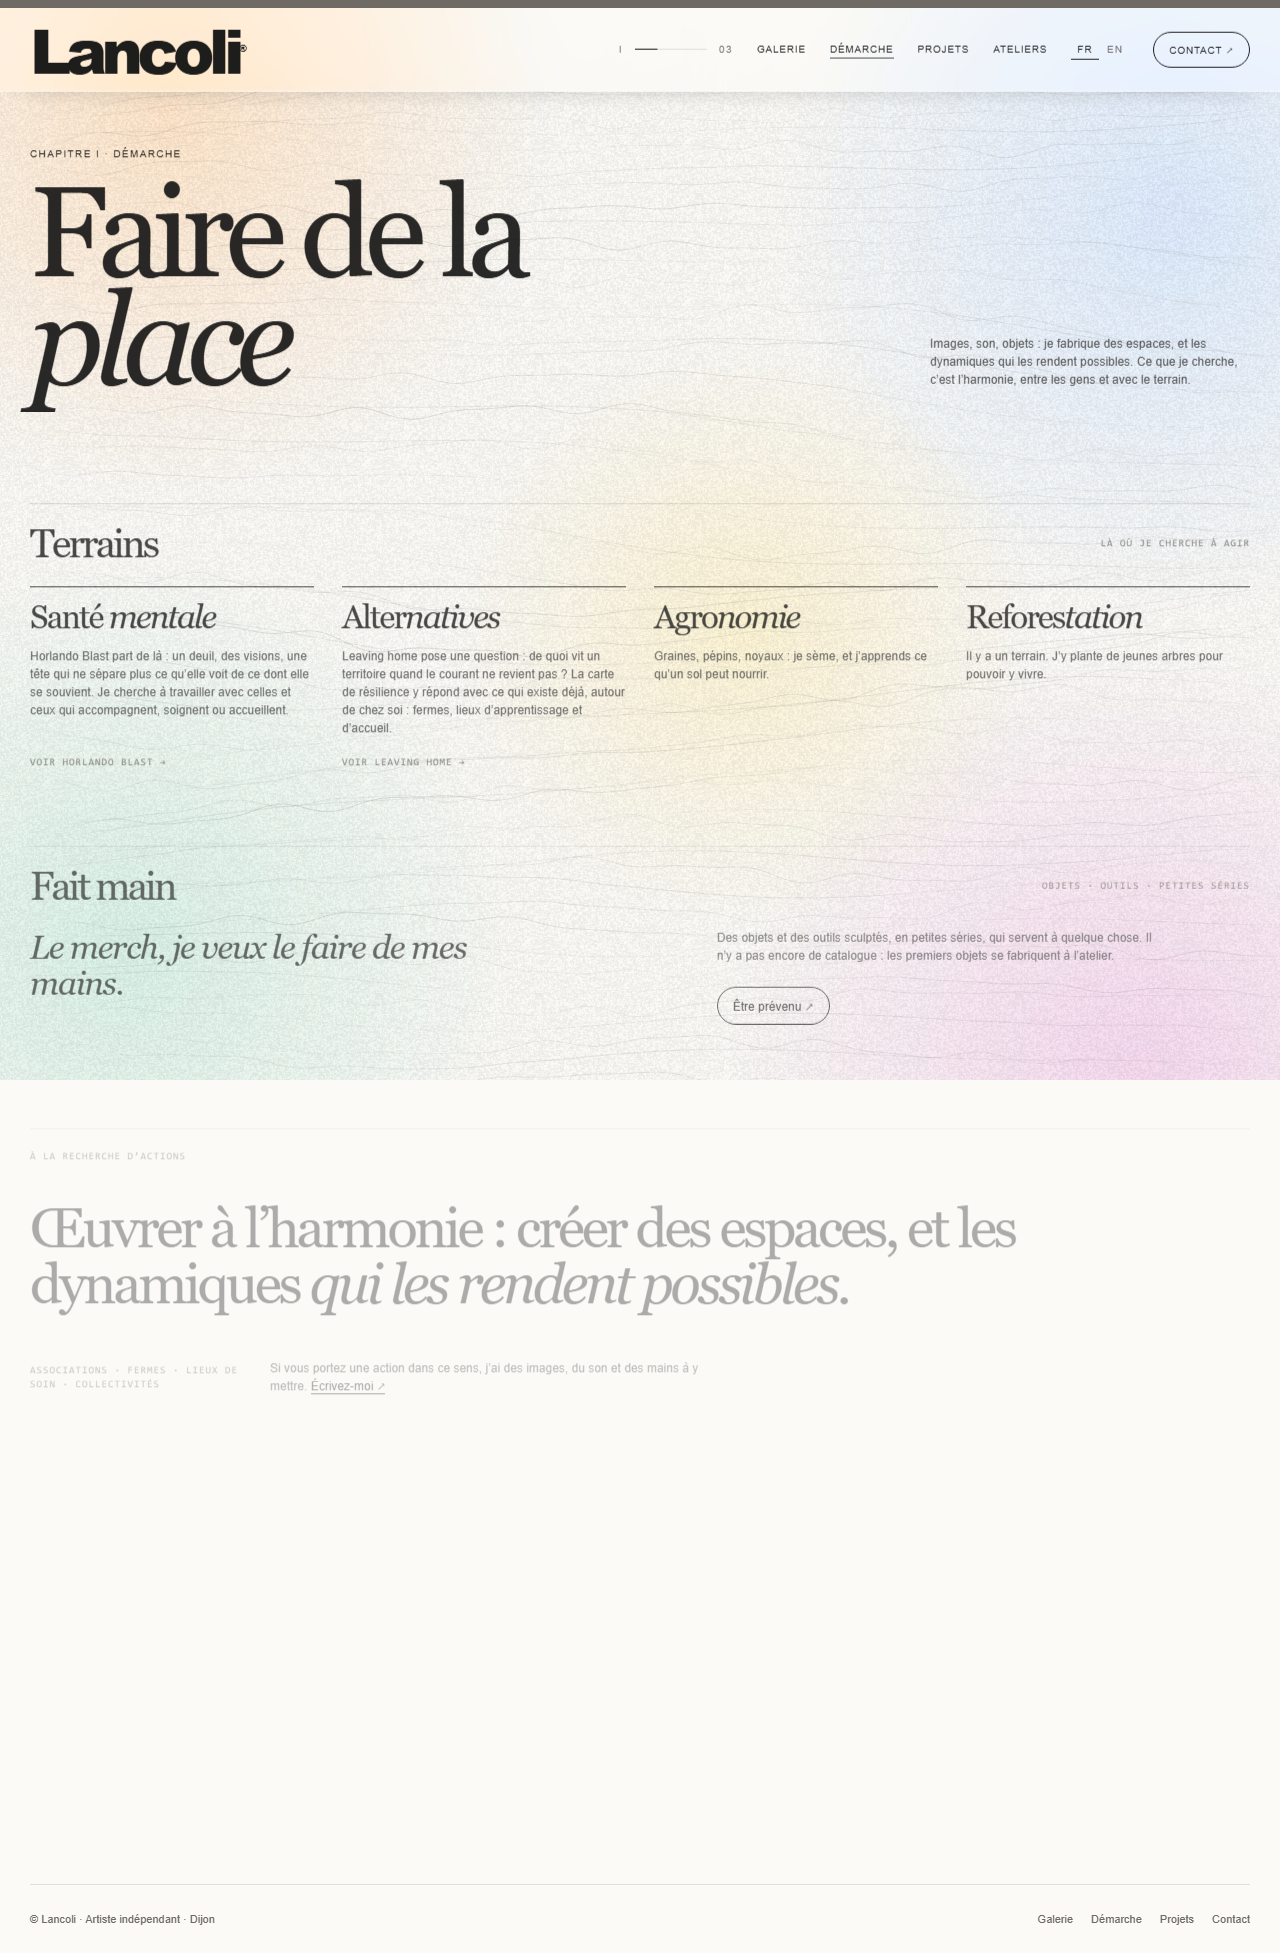 Lancoli®
I 03 GALERIE DÉMARCHE PROJETS ATELIERS FR EN CONTACT ↗
CHAPITRE I · DÉMARCHE
Faire de la
place
Images, son, objets : je fabrique des espaces, et les
dynamiques qui les rendent possibles. Ce que je cherche,
c’est l’harmonie, entre les gens et avec le terrain.
Terrains
LÀ OÙ JE CHERCHE À AGIR
Santé mentale
Horlando Blast part de là : un deuil, des visions, une
tête qui ne sépare plus ce qu’elle voit de ce dont elle
se souvient. Je cherche à travailler avec celles et
ceux qui accompagnent, soignent ou accueillent.
VOIR HORLANDO BLAST →
Alternatives
Leaving home pose une question : de quoi vit un
territoire quand le courant ne revient pas ? La carte
de résilience y répond avec ce qui existe déjà, autour
de chez soi : fermes, lieux d’apprentissage et
d’accueil.
VOIR LEAVING HOME →
Agronomie
Graines, pépins, noyaux : je sème, et j’apprends ce
qu’un sol peut nourrir.
Reforestation
Il y a un terrain. J’y plante de jeunes arbres pour
pouvoir y vivre.
Fait main
OBJETS · OUTILS · PETITES SÉRIES
Le merch, je veux le faire de mes
mains.
Des objets et des outils sculptés, en petites séries, qui servent à quelque chose. Il
n’y a pas encore de catalogue : les premiers objets se fabriquent à l’atelier.
Être prévenu ↗
À LA RECHERCHE D’ACTIONS
Œuvrer à l’harmonie : créer des espaces, et les
dynamiques qui les rendent possibles.
ASSOCIATIONS · FERMES · LIEUX DE
SOIN · COLLECTIVITÉS
Si vous portez une action dans ce sens, j’ai des images, du son et des mains à y
mettre. Écrivez-moi ↗
© Lancoli · Artiste indépendant · Dijon
Galerie Démarche Projets Contact